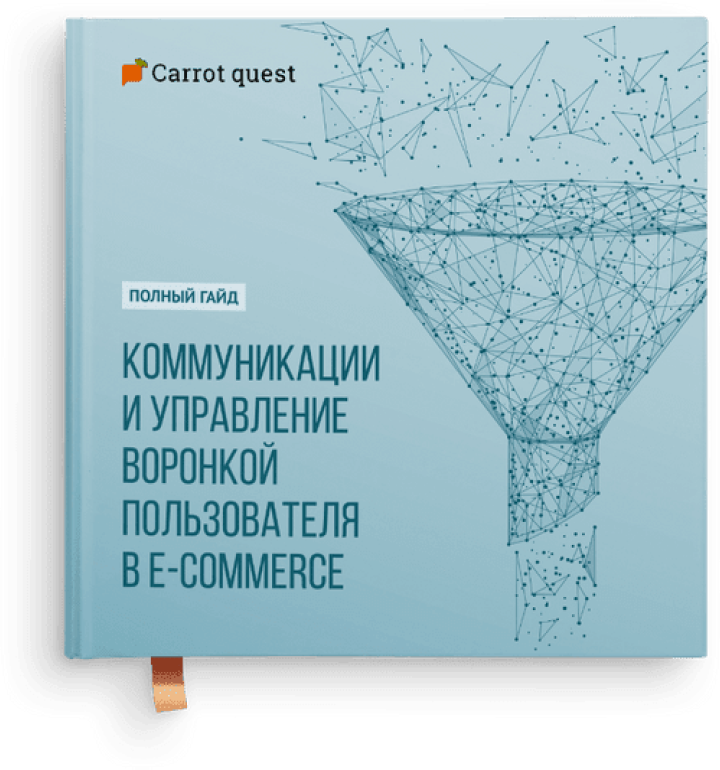 Carrot quest
ПОЛНЫЙ ГАЙД
КОММУНИКАЦИИ
И УПРАВЛЕНИЕ
ВОРОНКОЙ
ПОЛЬЗОВАТЕЛЯ
В E-COMMERCE